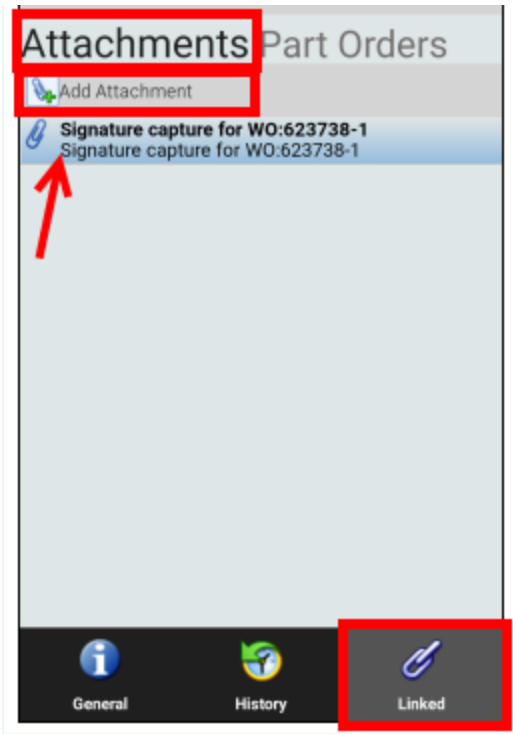 Attachments Part Orders
Add Attachment
Signature capture for WO:623738-1
Signature capture for WO:623738-1
General History Linked